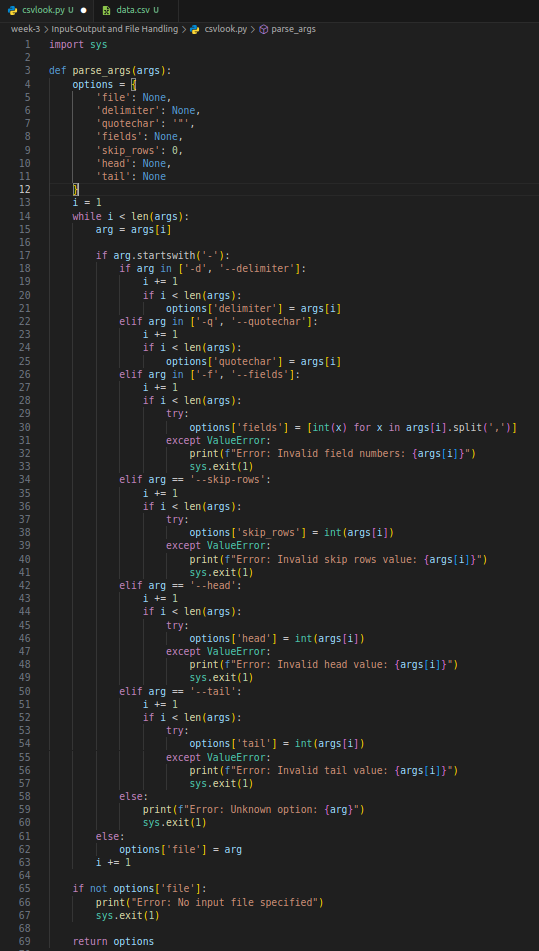 csvlook.py U ●
data.csv U
week-3 > Input-Output and File Handling > csvlook.py > parse_args
1 import sys
2
3 def parse_args(args):
4     options = {
5         'file': None,
6         'delimiter': None,
7         'quotechar': '"',
8         'fields': None,
9         'skip_rows': 0,
10         'head': None,
11         'tail': None
12     }
13     i = 1
14     while i < len(args):
15         arg = args[i]
16
17         if arg.startswith('-'):
18             if arg in ['-d', '--delimiter']:
19                 i += 1
20                 if i < len(args):
21                     options['delimiter'] = args[i]
22             elif arg in ['-q', '--quotechar']:
23                 i += 1
24                 if i < len(args):
25                     options['quotechar'] = args[i]
26             elif arg in ['-f', '--fields']:
27                 i += 1
28                 if i < len(args):
29                     try:
30                         options['fields'] = [int(x) for x in args[i].split(',')]
31                     except ValueError:
32                         print(f"Error: Invalid field numbers: {args[i]}")
33                         sys.exit(1)
34             elif arg == '--skip-rows':
35                 i += 1
36                 if i < len(args):
37                     try:
38                         options['skip_rows'] = int(args[i])
39                     except ValueError:
40                         print(f"Error: Invalid skip rows value: {args[i]}")
41                         sys.exit(1)
42             elif arg == '--head':
43                 i += 1
44                 if i < len(args):
45                     try:
46                         options['head'] = int(args[i])
47                     except ValueError:
48                         print(f"Error: Invalid head value: {args[i]}")
49                         sys.exit(1)
50             elif arg == '--tail':
51                 i += 1
52                 if i < len(args):
53                     try:
54                         options['tail'] = int(args[i])
55                     except ValueError:
56                         print(f"Error: Invalid tail value: {args[i]}")
57                         sys.exit(1)
58             else:
59                 print(f"Error: Unknown option: {arg}")
60                 sys.exit(1)
61         else:
62             options['file'] = arg
63         i += 1
64
65     if not options['file']:
66         print("Error: No input file specified")
67         sys.exit(1)
68
69     return options